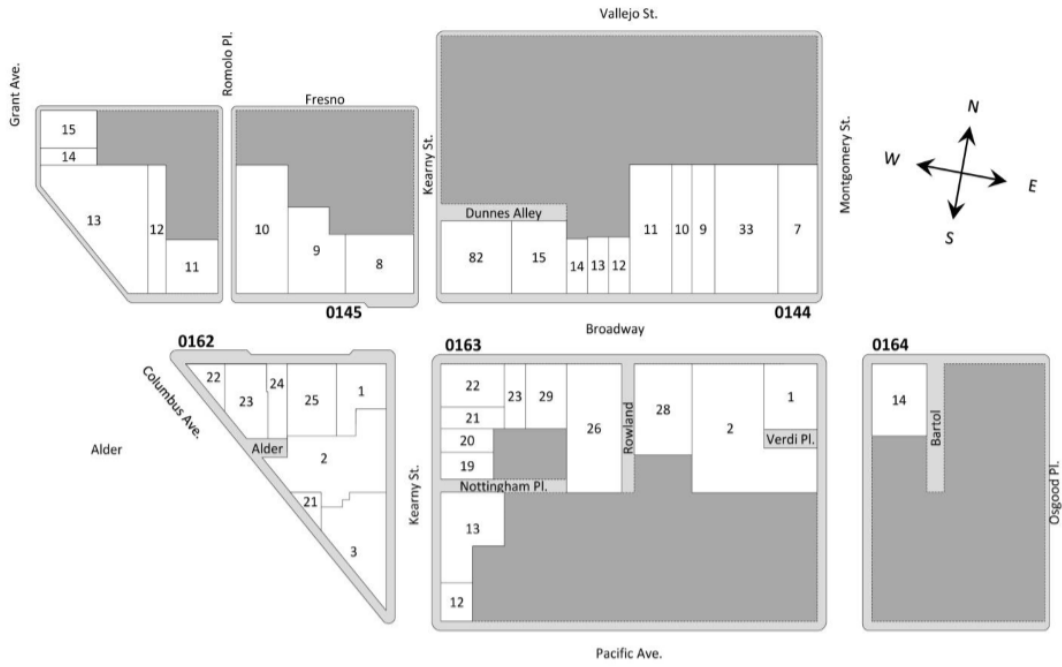 Vallejo St.
Grant Ave.
Romolo Pl.
Fresno
Kearny St.
Montgomery St.
N
W
E
S
15
14
13
12
11
10
9
8
Dunnes Alley
82
15
14
13
12
11
10
9
33
7
0145
0144
Broadway
0162
0163
0164
Columbus Ave.
22
23
24
25
1
Alder
Alder
2
21
3
Kearny St.
22
23
29
21
20
19
Nottingham Pl.
26
Rowland
28
2
1
Verdi Pl.
13
12
14
Bartol
Osgood Pl.
Pacific Ave.